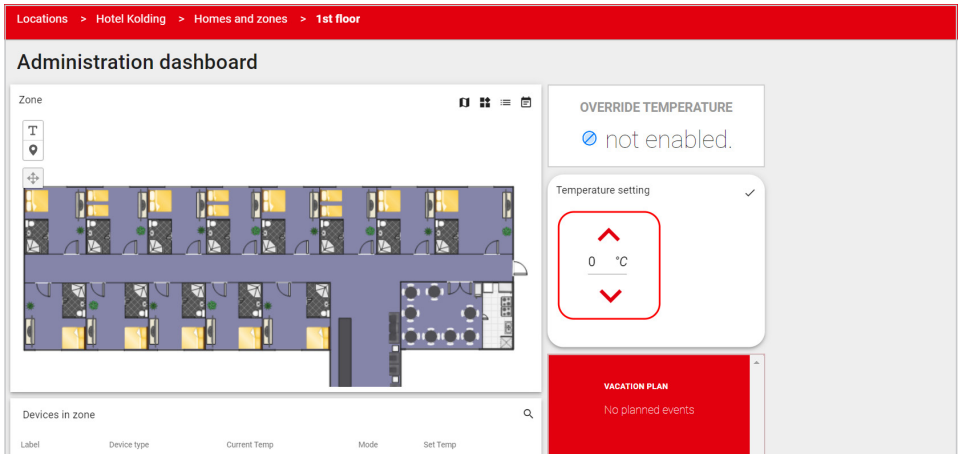 Locations > Hotel Kolding > Homes and zones > 1st floor
Administration dashboard
Zone
T
OVERRIDE TEMPERATURE
not enabled.
Temperature setting
0 °C
VACATION PLAN
No planned events
Devices in zone
Label Device type Current Temp Mode Set Temp